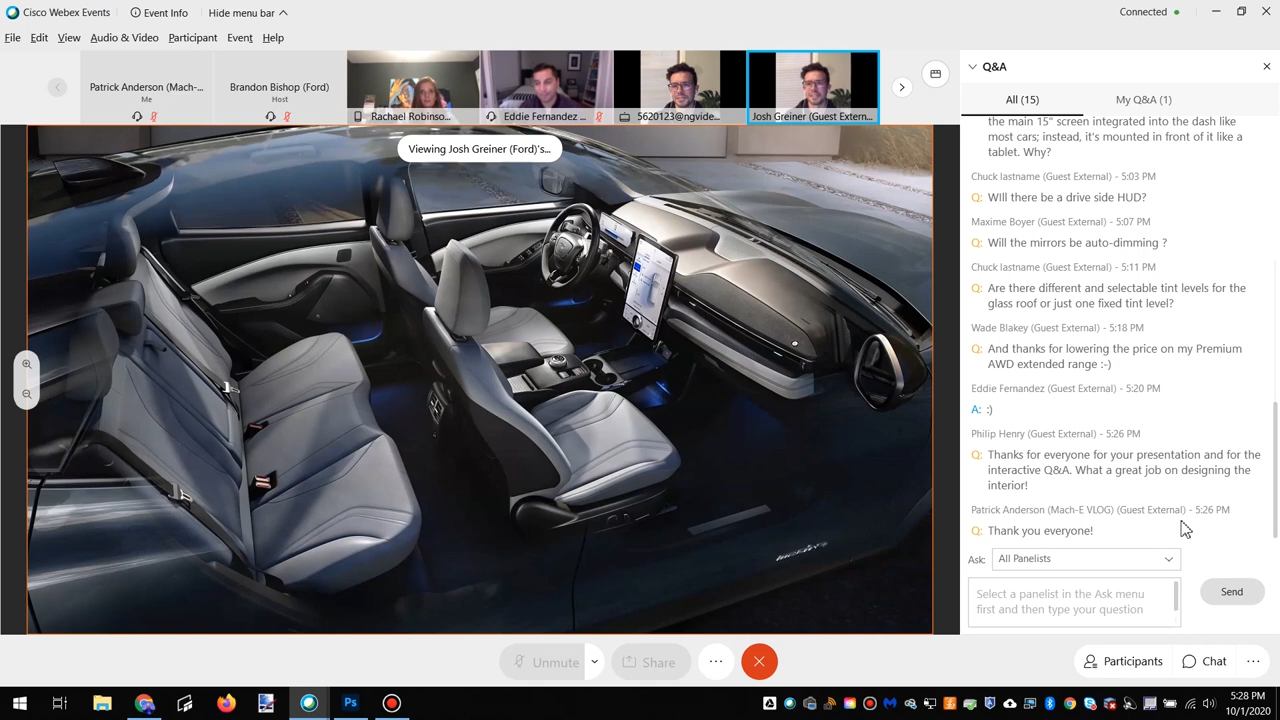 Cisco Webex Events
Event Info
Hide menu bar
Connected
File Edit View Audio & Video Participant Event Help
Patrick Anderson (Mach-...
Me
Brandon Bishop (Ford)
Host
Rachael Robinso...
Eddie Fernandez ...
5620123@ngvide...
Josh Greiner (Guest Extern...
Viewing Josh Greiner (Ford)'s...
Q&A
All (15)
My Q&A (1)
the main 15" screen integrated into the dash like
most cars; instead, it's mounted in front of it like a
tablet. Why?
Chuck lastname (Guest External) - 5:03 PM
Q: WIll there be a drive side HUD?
Maxime Boyer (Guest External) - 5:07 PM
Q: Will the mirrors be auto-dimming ?
Chuck lastname (Guest External) - 5:11 PM
Q: Are there different and selectable tint levels for the
glass roof or just one fixed tint level?
Wade Blakey (Guest External) - 5:18 PM
Q: And thanks for lowering the price on my Premium
AWD extended range :-)
Eddie Fernandez (Guest External) - 5:20 PM
A: :)
Philip Henry (Guest External) - 5:26 PM
Q: Thanks for everyone for your presentation and for the
interactive Q&A. What a great job on designing the
interior!
Patrick Anderson (Mach-E VLOG) (Guest External) - 5:26 PM
Q: Thank you everyone!
Ask: All Panelists
Select a panelist in the Ask menu
first and then type your question
Send
Unmute
Share
Participants
Chat
Ps
5:28 PM
10/1/2020